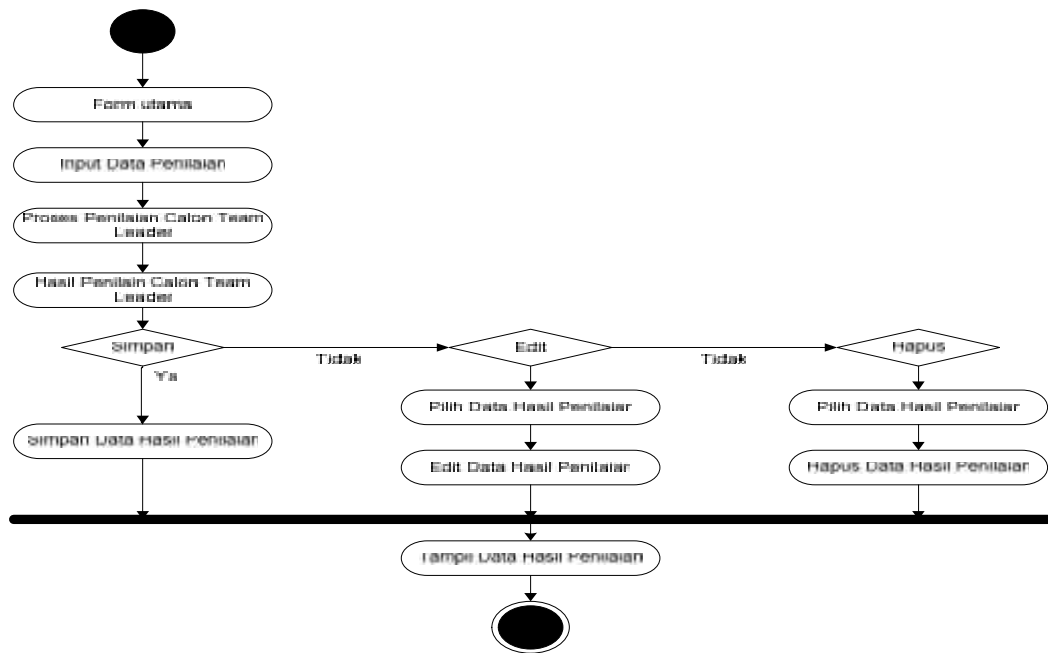 Form utama
Input Data Penilaian
Proses Penilaian Calon Team
Leader
Hasil Penilain Calon Team
Leader
Simpan
Tidak
Edit
Tidak
Hapus
Ya
Pilih Data Hasil Penilaian
Pilih Data Hasil Penilaian
Simpan Data Hasil Penilaian
Edit Data Hasil Penilaian
Hapus Data Hasil Penilaian
Tampil Data Hasil Penilaian